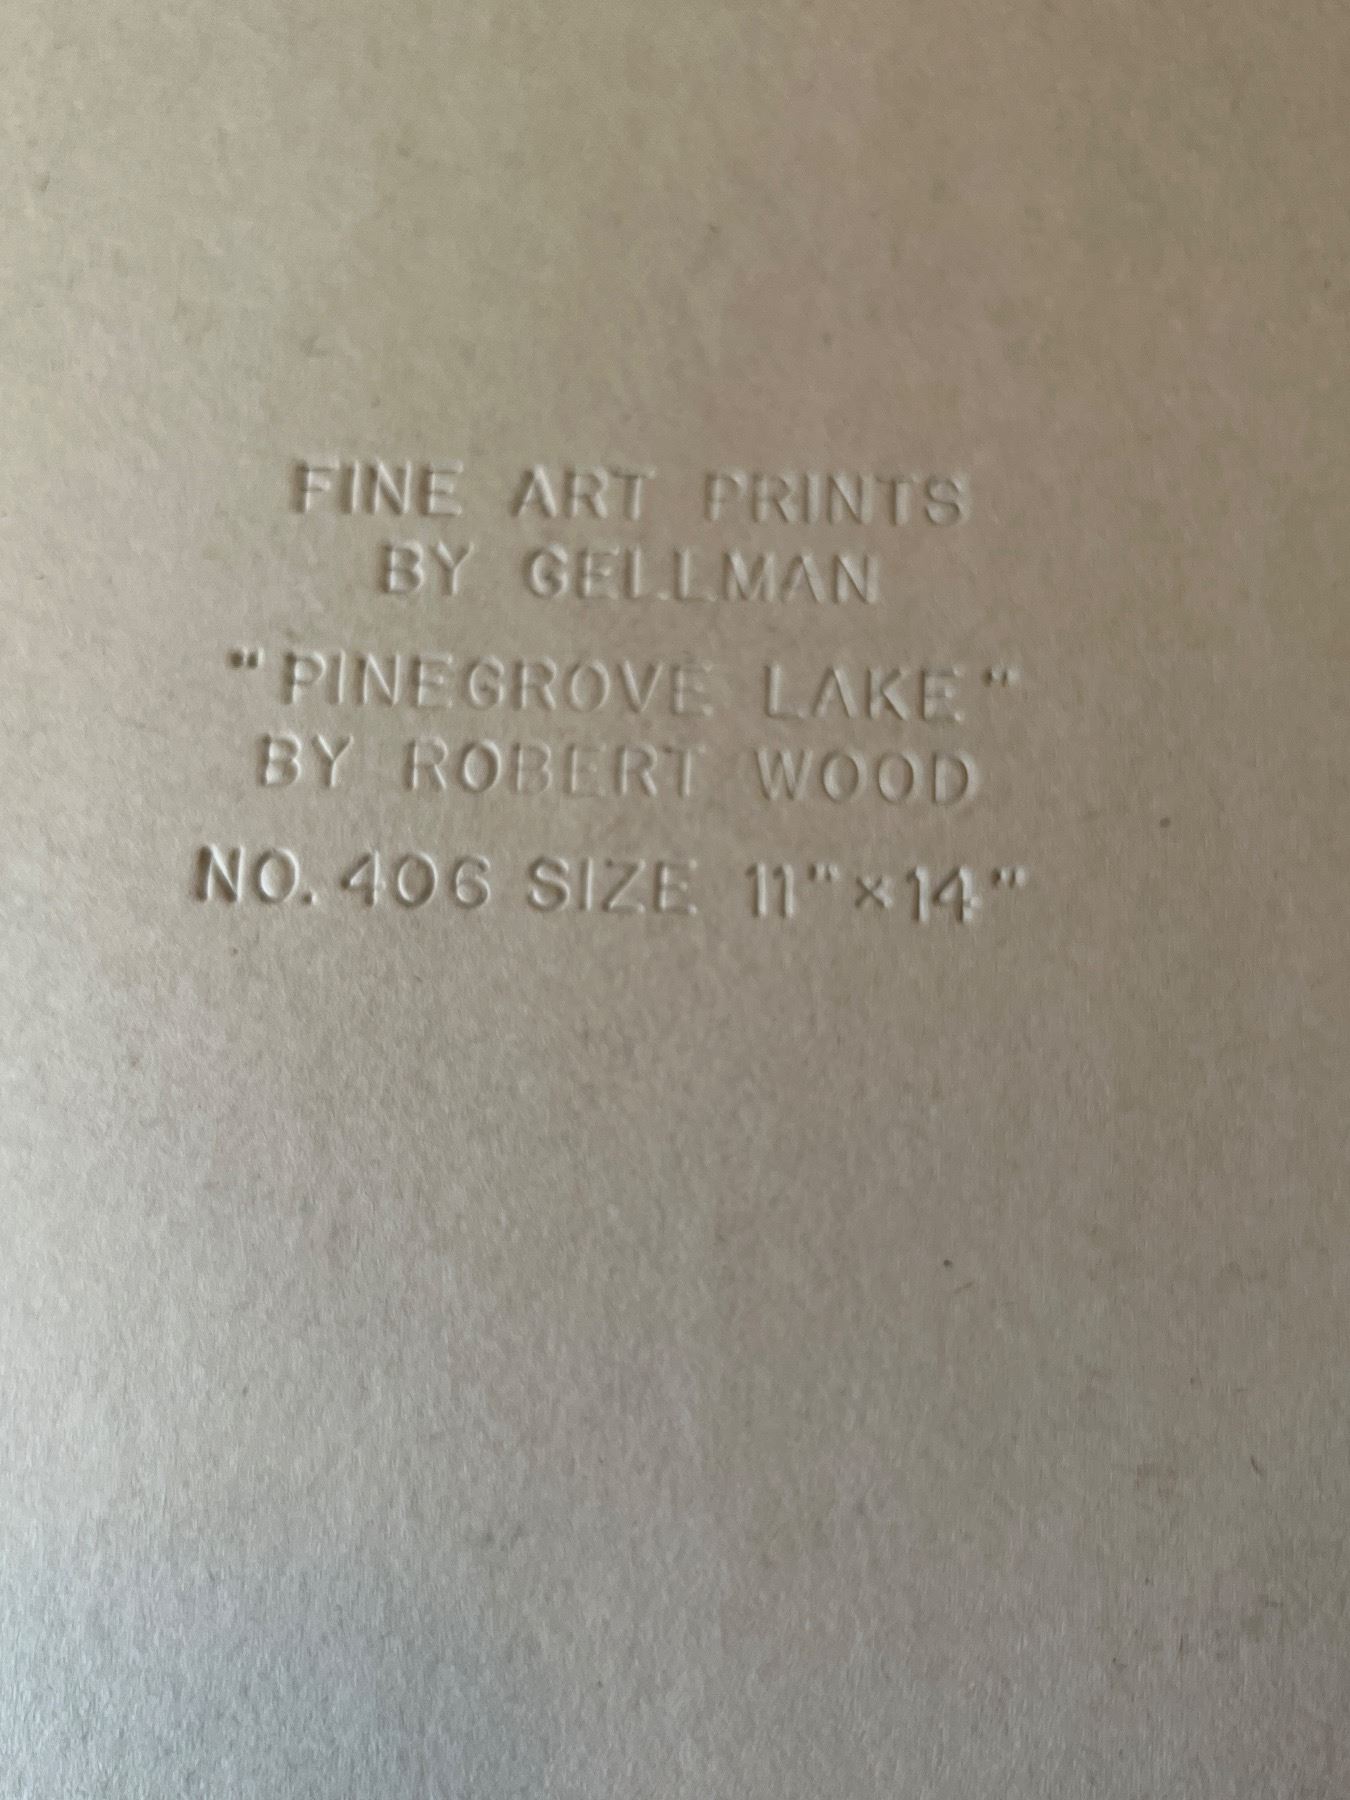 FINE ART PRINTS
BY GELLMAN
"PINEGROVE LAKE"
BY ROBERT WOOD
NO. 406 SIZE 11" × 14"